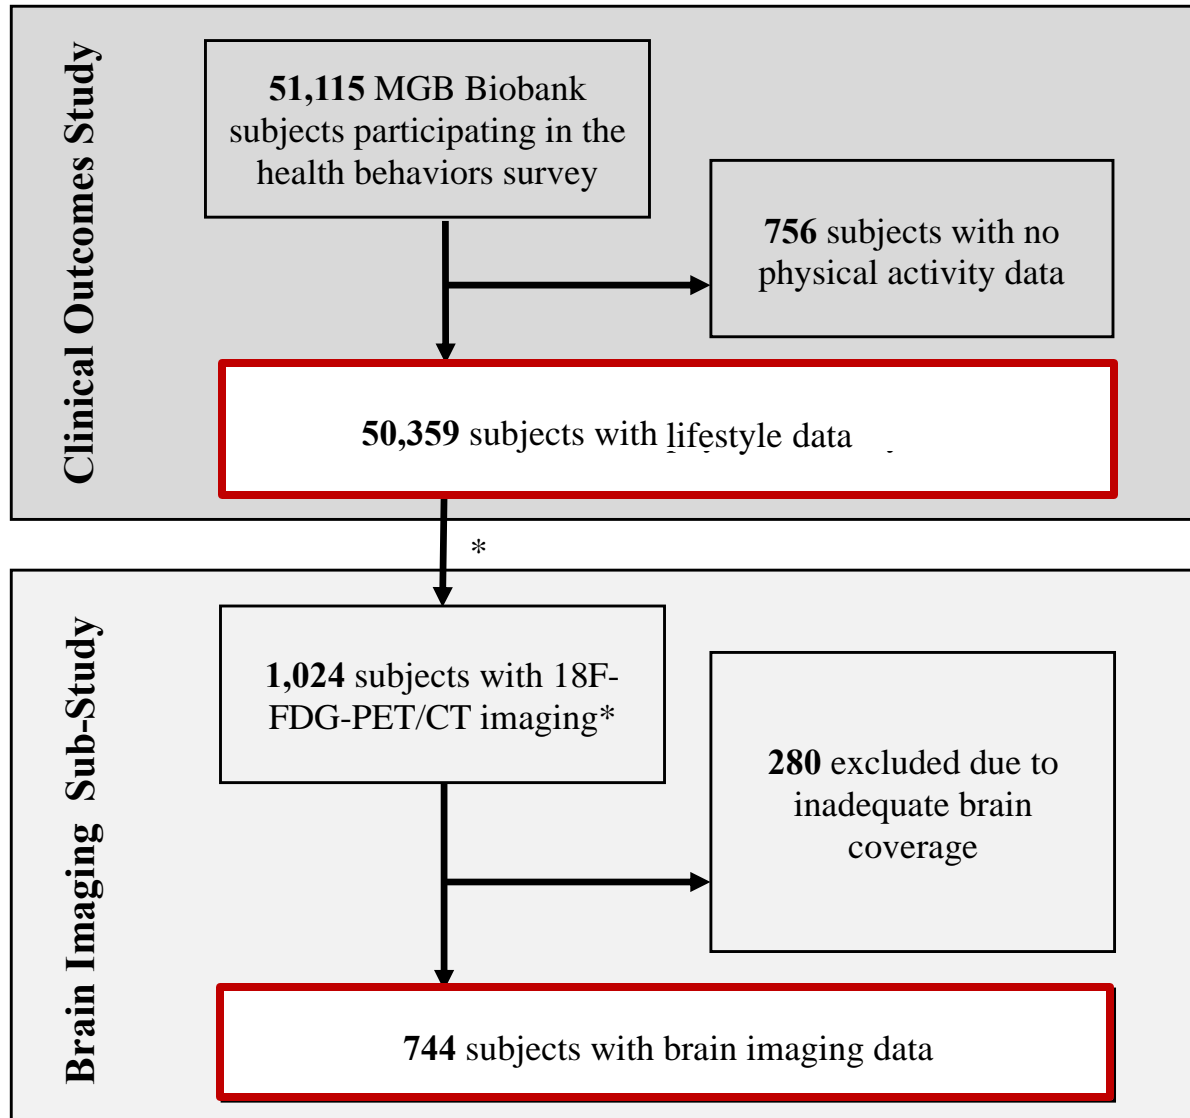 Clinical Outcomes Study
51,115 MGB Biobank
subjects participating in the
health behaviors survey
756 subjects with no
physical activity data
50,359 subjects with lifestyle data
*
Brain Imaging Sub-Study
1,024 subjects with 18F-
FDG-PET/CT imaging*
280 excluded due to
inadequate brain
coverage
744 subjects with brain imaging data